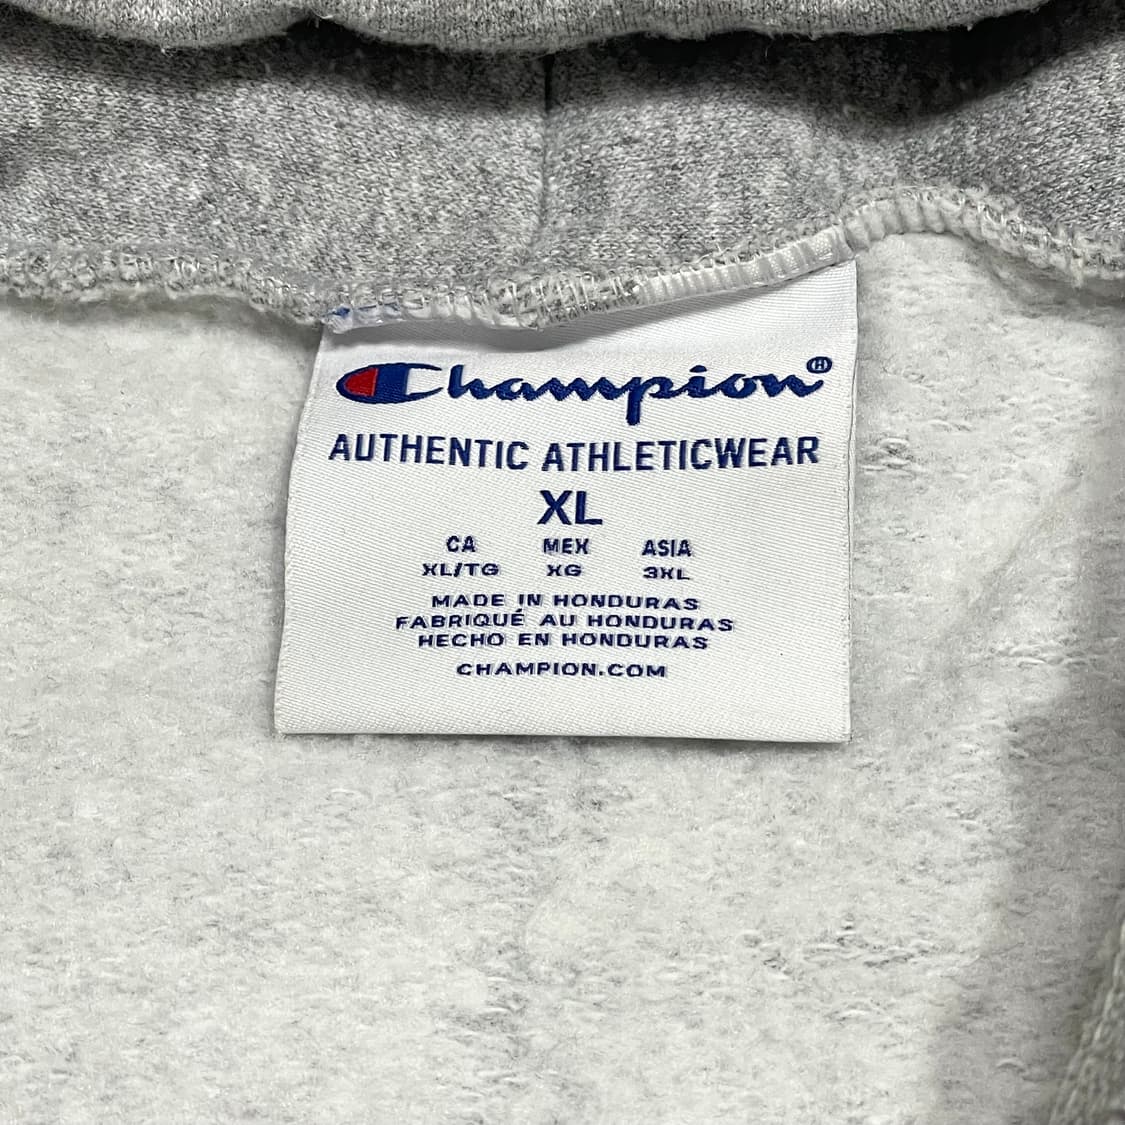 Champion®
AUTHENTIC ATHLETICWEAR
XL
CA MEX ASIA
XL/TG XG 3XL
MADE IN HONDURAS
FABRIQUÉ AU HONDURAS
HECHO EN HONDURAS
CHAMPION.COM